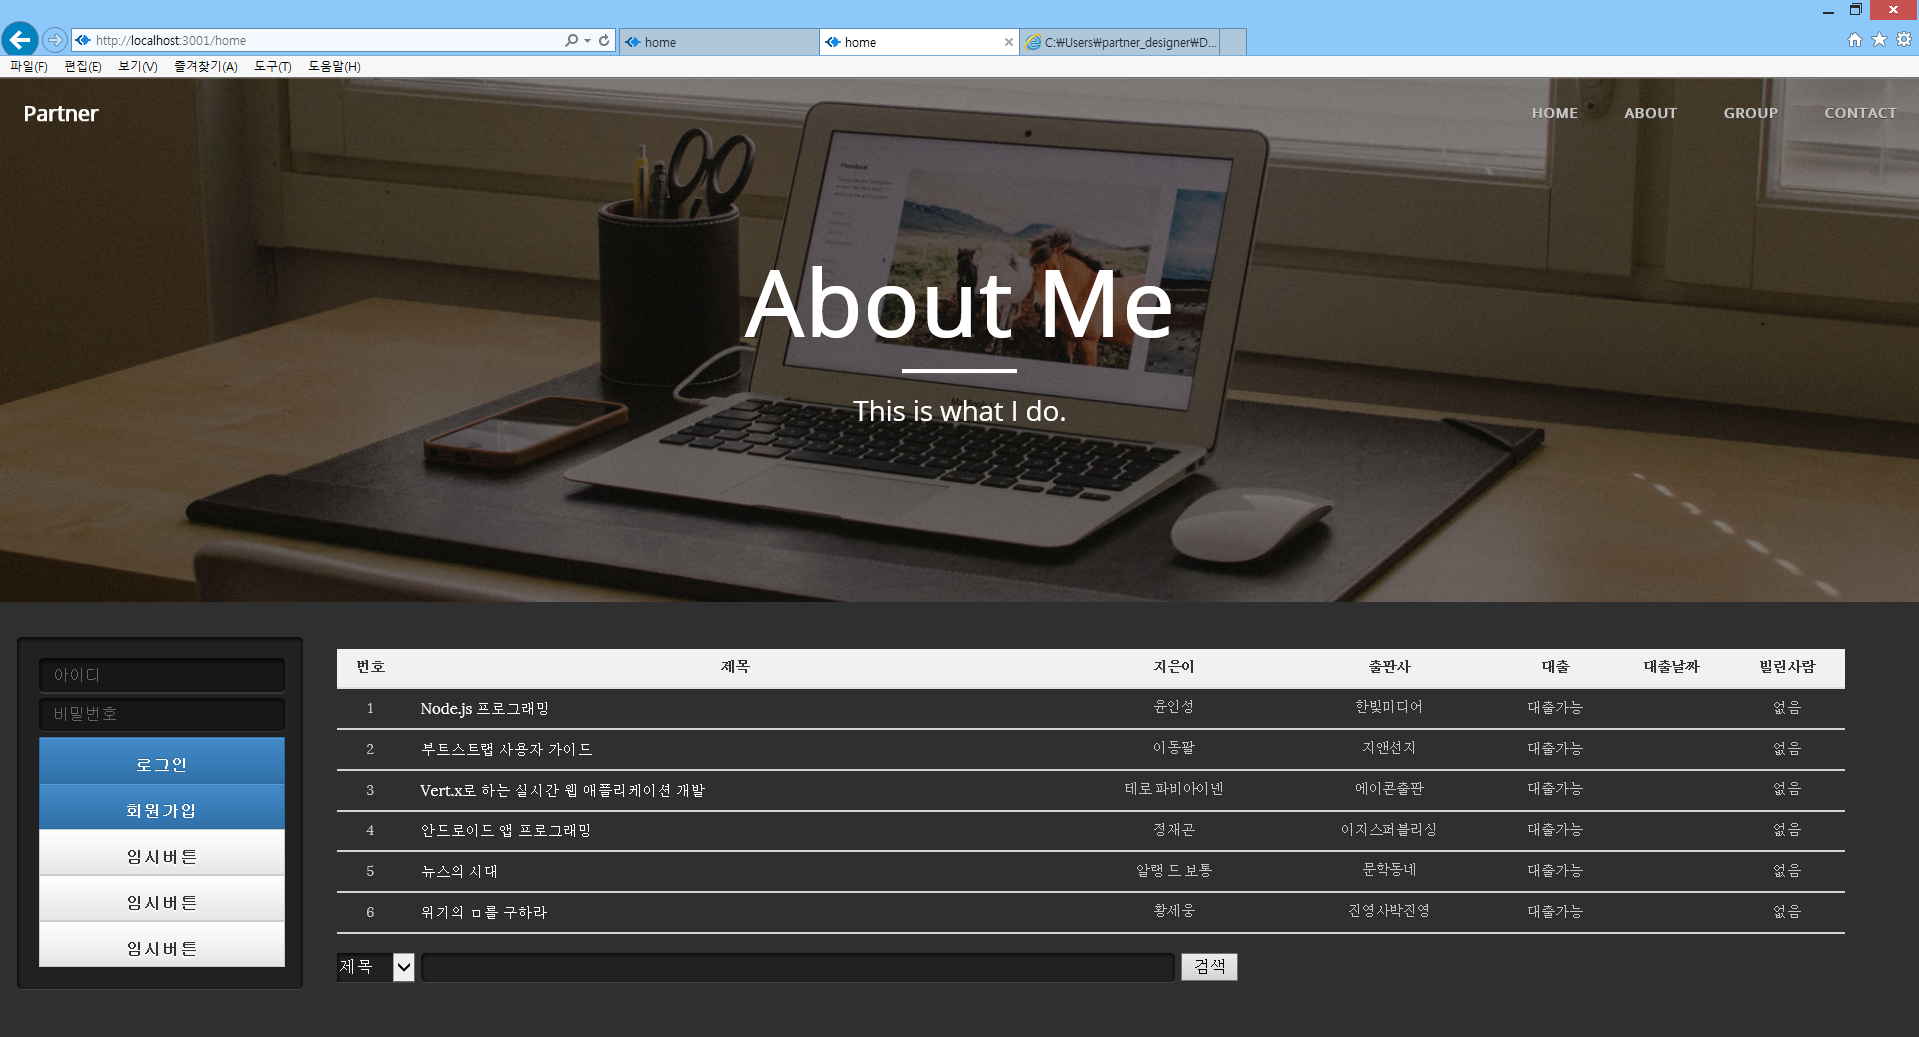 http://localhost:3001/home
home
home
C:₩Users₩partner_designer₩D...
파일(F) 편집(E) 보기(V) 즐겨찾기(A) 도구(T) 도움말(H)
Partner
HOME ABOUT GROUP CONTACT
About Me
This is what I do.
아이디
비밀번호
로그인
회원가입
임시버튼
임시버튼
임시버튼
번호 제목 지은이 출판사 대출 대출날짜 빌린사람
1 Node.js 프로그래밍 윤인성 한빛미디어 대출가능 없음
2 부트스트랩 사용자 가이드 이동팔 지앤선지 대출가능 없음
3 Vert.x로 하는 실시간 웹 애플리케이션 개발 테로 파비아이넨 에이콘출판 대출가능 없음
4 안드로이드 앱 프로그래밍 정재곤 이지스퍼블리싱 대출가능 없음
5 뉴스의 시대 알랭 드 보통 문학동네 대출가능 없음
6 위기의 ㅁ를 구하라 황세웅 진영사박진영 대출가능 없음
제목 검색